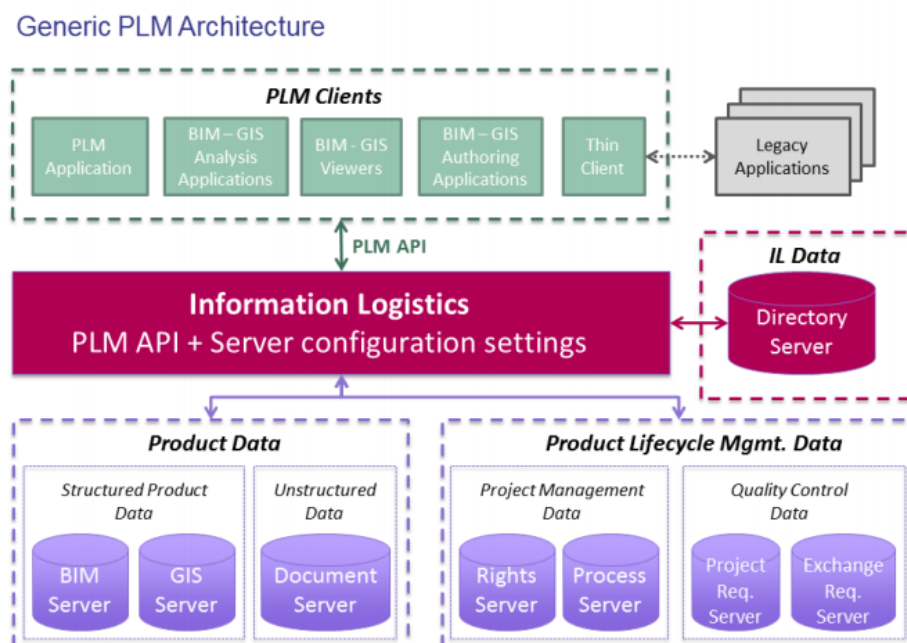 Generic PLM Architecture
PLM Clients
PLM
Application
BIM – GIS
Analysis
Applications
BIM - GIS
Viewers
BIM – GIS
Authoring
Applications
Thin
Client
Legacy
Applications
PLM API
Information Logistics
PLM API + Server configuration settings
IL Data
Directory
Server
Product Data
Structured Product
Data
BIM
Server
GIS
Server
Unstructured
Data
Document
Server
Product Lifecycle Mgmt. Data
Project Management
Data
Rights
Server
Process
Server
Quality Control
Data
Project
Req.
Server
Exchange
Req.
Server